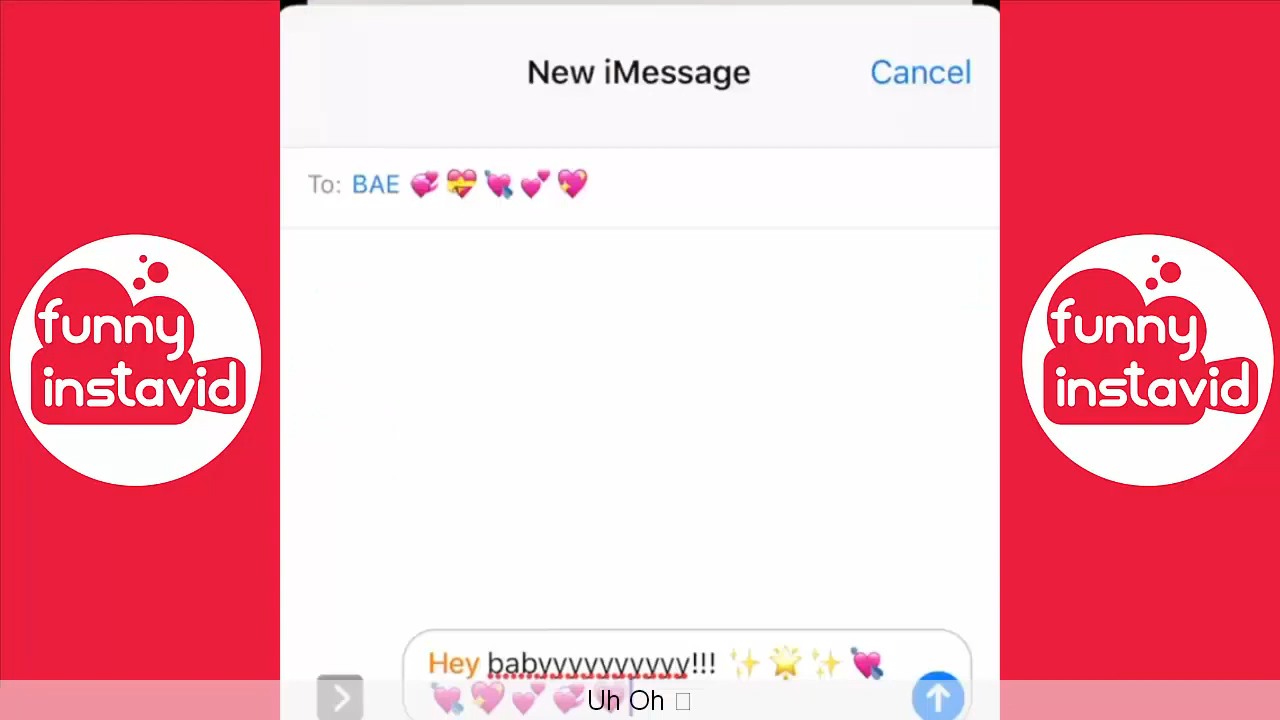 New iMessage
Cancel
To: BAE 💞 💝 💘 💕 💖
funny
instavid
funny
instavid
Hey babyyyyyyyyyy!!! ✨ 🌟 ✨ 💘
💘 💖 💕 💞
Uh Oh